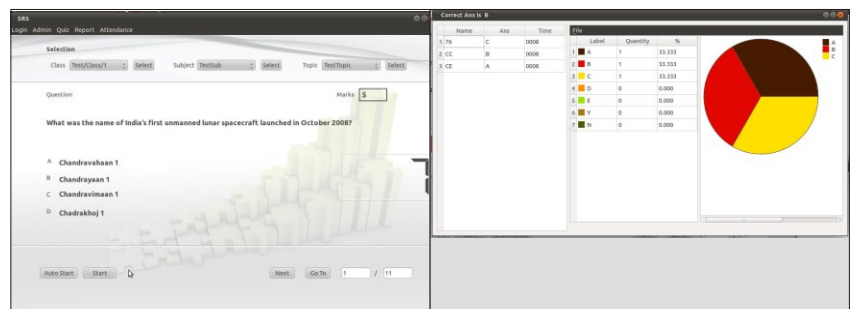 SRS
Login Admin Quiz Report Attendance
Selection
Class Test/Class/1 Select Subject TestSub Select Topic TestTopic Select
Question Marks 5
What was the name of India's first unmanned lunar spacecraft launched in October 2008?
A Chandravahaan 1
B Chandrayaan 1
C Chandravimaan 1
D Chadrakhoj 1
Auto Start Start Next Go To 1 / 11
Correct Ans is B
Name Ans Time
1 76 C 0008
2 CC B 0008
3 CE A 0008
File
Label Quantity %
1 A 1 33.333
2 B 1 33.333
3 C 1 33.333
4 D 0 0.000
5 E 0 0.000
6 Y 0 0.000
7 N 0 0.000
A
B
C